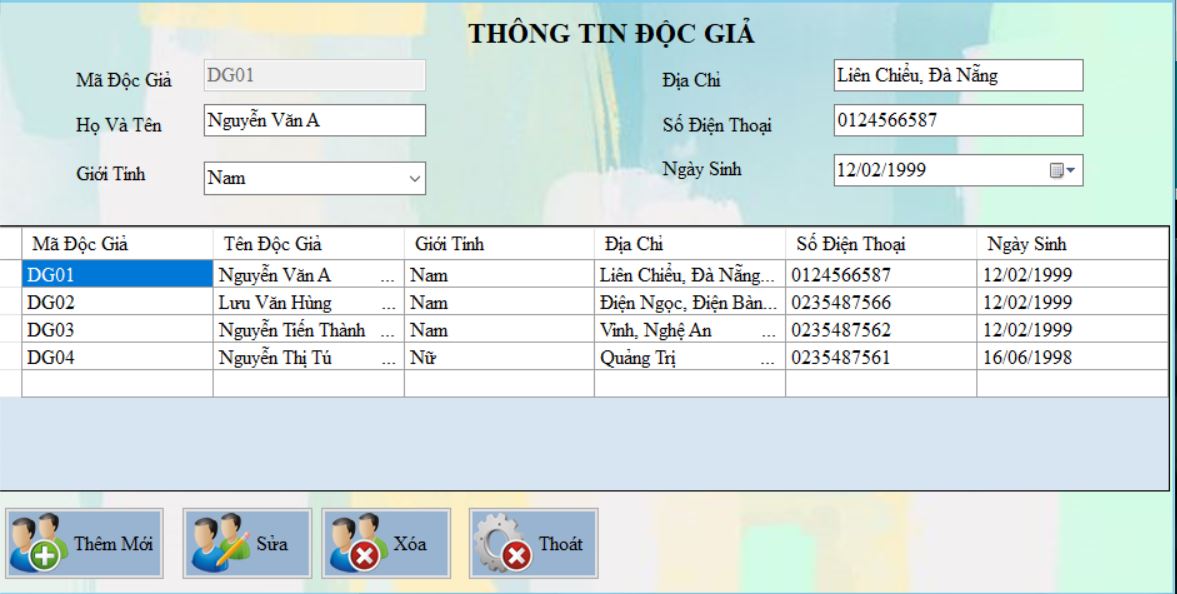 THÔNG TIN ĐỘC GIẢ
Mã Độc Giả DG01 Địa Chỉ Liên Chiểu, Đà Nẵng
Họ Và Tên Nguyễn Văn A Số Điện Thoại 0124566587
Giới Tính Nam Ngày Sinh 12/02/1999
Mã Độc Giả Tên Độc Giả Giới Tính Địa Chỉ Số Điện Thoại Ngày Sinh
DG01 Nguyễn Văn A ... Nam Liên Chiểu, Đà Nẵng... 0124566587 12/02/1999
DG02 Lưu Văn Hùng ... Nam Điện Ngọc, Điện Bàn... 0235487566 12/02/1999
DG03 Nguyễn Tiến Thành ... Nam Vinh, Nghệ An ... 0235487562 12/02/1999
DG04 Nguyễn Thị Tú ... Nữ Quảng Trị ... 0235487561 16/06/1998
Thêm Mới Sửa Xóa Thoát